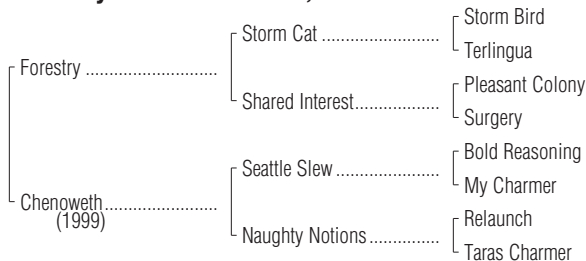 Storm Bird
Storm Cat ........................
Terlingua
Forestry ...........................
Pleasant Colony
Shared Interest.................
Surgery
Bold Reasoning
Seattle Slew .....................
My Charmer
Chenoweth.......................
(1999)
Relaunch
Naughty Notions..............
Taras Charmer